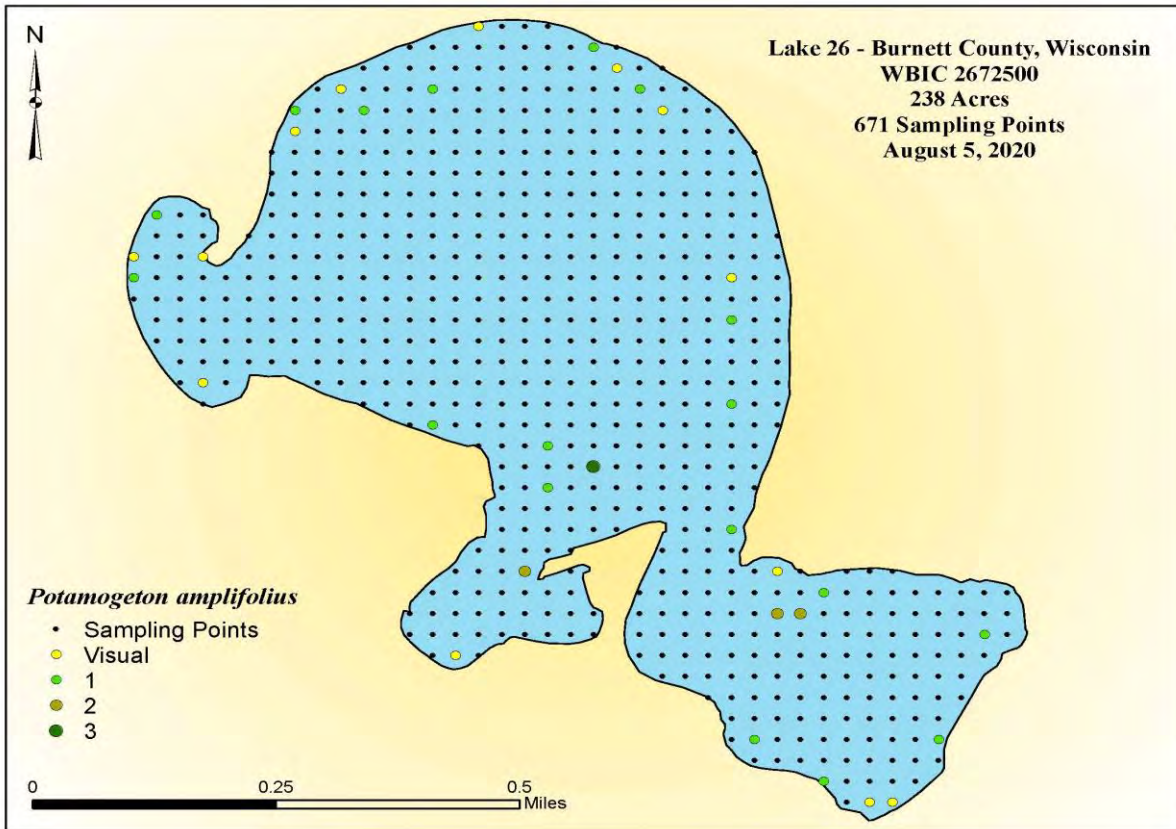 N
Lake 26 - Burnett County, Wisconsin
WBIC 2672500
238 Acres
671 Sampling Points
August 5, 2020
Potamogeton amplifolius
Sampling Points
Visual
1
2
3
0 0.25 0.5
Miles